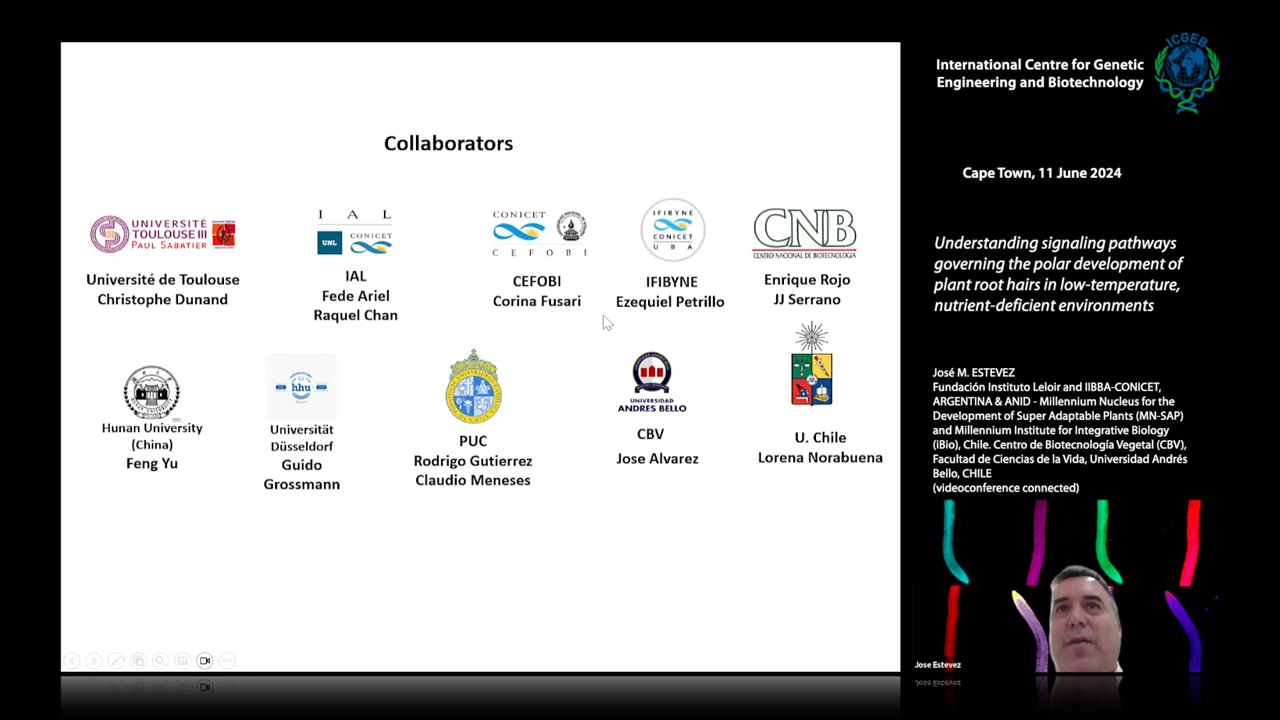 Collaborators
UNIVERSITÉ
TOULOUSE III
PAUL SABATIER
Université de Toulouse
Christophe Dunand
I A L
UNL
CONICET
IAL
Fede Ariel
Raquel Chan
CONICET
C E F O B I
CEFOBI
Corina Fusari
IFIBYNE
CONICET
U B A
IFIBYNE
Ezequiel Petrillo
CNB
CENTRO NACIONAL DE BIOTECNOLOGÍA
Enrique Rojo
JJ Serrano
Hunan University
(China)
Feng Yu
hhu
Universität
Düsseldorf
Guido
Grossmann
PUC
Rodrigo Gutierrez
Claudio Meneses
UNIVERSIDAD
ANDRES BELLO
CBV
Jose Alvarez
U. Chile
Lorena Norabuena
International Centre for Genetic
Engineering and Biotechnology
ICGEB
Cape Town, 11 June 2024
Understanding signaling pathways
governing the polar development of
plant root hairs in low-temperature,
nutrient-deficient environments
José M. ESTEVEZ
Fundación Instituto Leloir and IIBBA-CONICET,
ARGENTINA & ANID - Millennium Nucleus for the
Development of Super Adaptable Plants (MN-SAP)
and Millennium Institute for Integrative Biology
(iBio), Chile. Centro de Biotecnología Vegetal (CBV),
Facultad de Ciencias de la Vida, Universidad Andrés
Bello, CHILE
(videoconference connected)
Jose Estevez